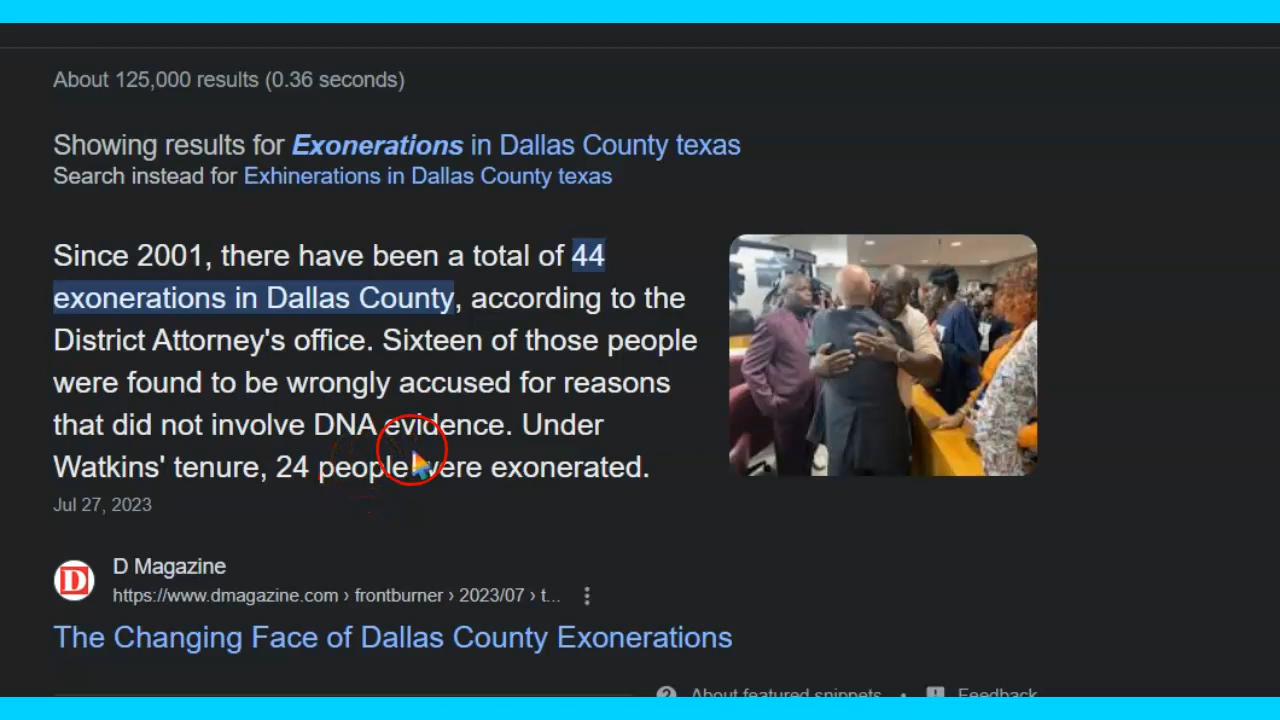 About 125,000 results (0.36 seconds)
Showing results for Exonerations in Dallas County texas
Search instead for Exhinerations in Dallas County texas
Since 2001, there have been a total of 44
exonerations in Dallas County, according to the
District Attorney's office. Sixteen of those people
were found to be wrongly accused for reasons
that did not involve DNA evidence. Under
Watkins' tenure, 24 people were exonerated.
Jul 27, 2023
D
D Magazine
https://www.dmagazine.com › frontburner › 2023/07 › t...
The Changing Face of Dallas County Exonerations
About featured snippets • Feedback